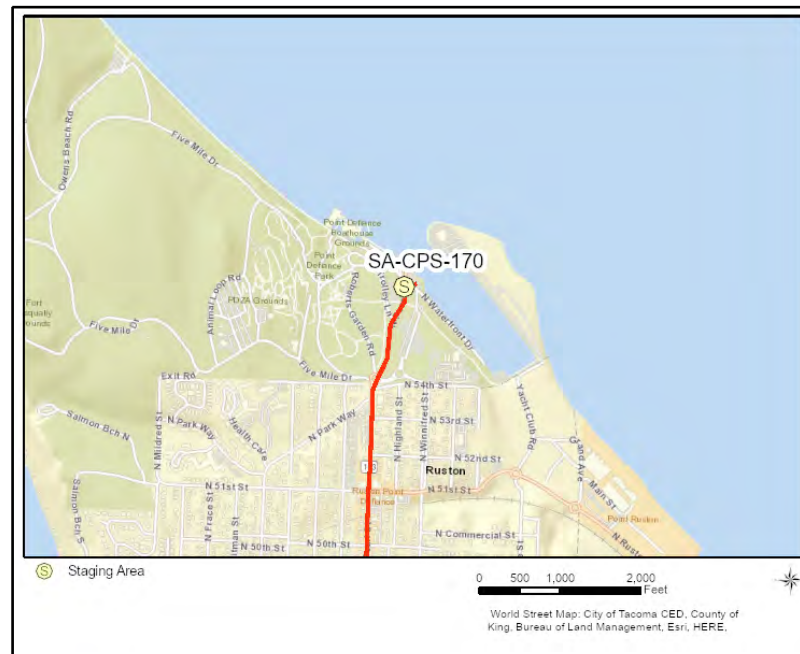 Owens Beach Rd
Five Mile Dr
Point Defiance
Boathouse
Grounds
Point
Defiance
Park
SA-CPS-170
S
Trolley Ln
N Waterfront Dr
Roberts Garden Rd
Animal Loop Rd
PDZA Grounds
Fort
Grounds
Five Mile Dr
Exit Rd
Five Mile Dr
N 54th St
Salmon Bch N
N Mildred St
N Park Way
Health Care
N Park Way
N Highland St
N Winnifred St
N 53rd St
N 52nd St
Yacht Club Rd
Grand Ave
Main St
Ruston
163
N 51st St
Ruston Point
Defiance
N 51st St
Point Ruston
Salmon Bch S
N Frace St
N 50th St
N 50th St
N Commercial St
N Ruston
S Staging Area
0 500 1,000 2,000
Feet
World Street Map: City of Tacoma CED, County of
King, Bureau of Land Management, Esri, HERE,